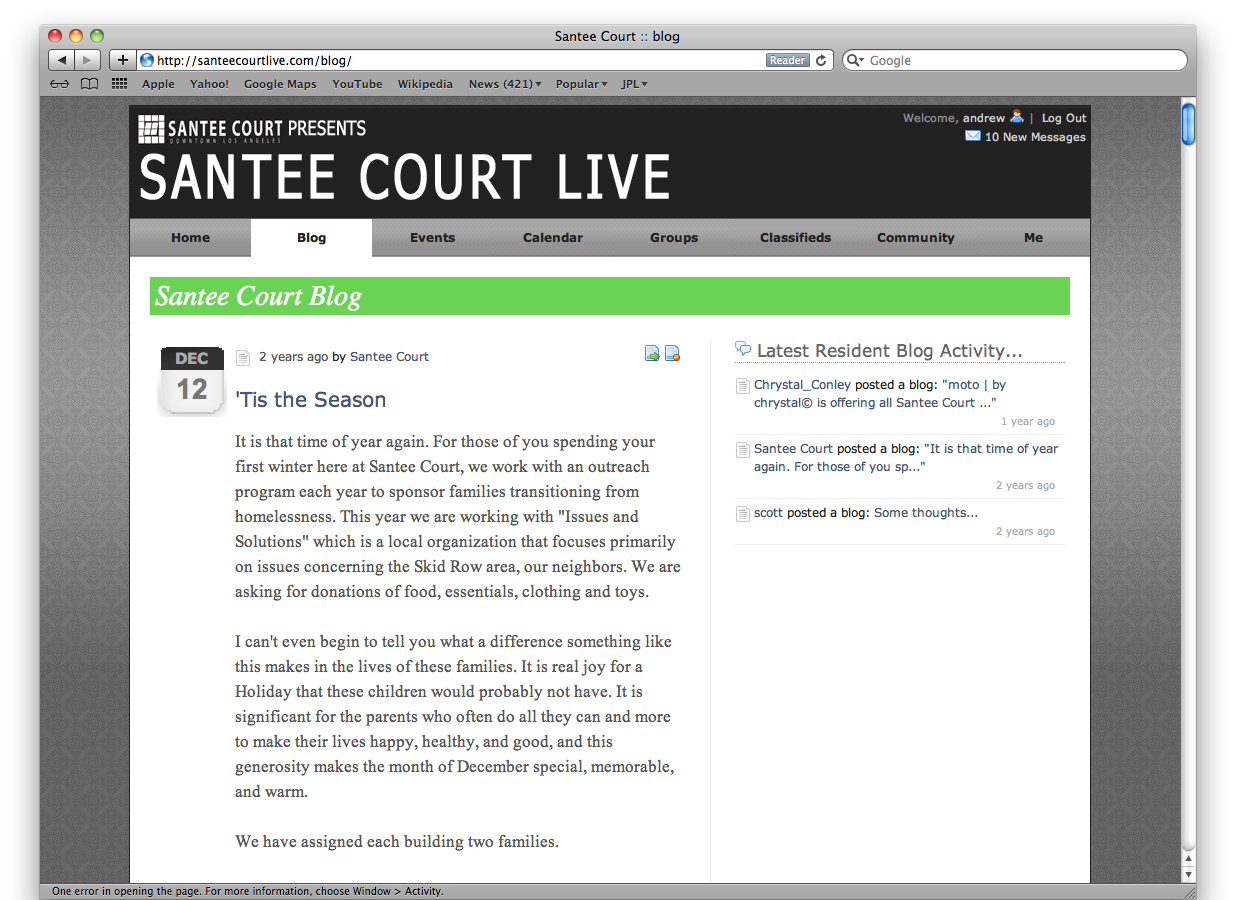 Santee Court :: blog
http://santeecourtlive.com/blog/
Reader
Google
Apple Yahoo! Google Maps YouTube Wikipedia News (421) Popular JPL
SANTEE COURT PRESENTS
DOWNTOWN LOS ANGELES
SANTEE COURT LIVE
Welcome, andrew | Log Out
10 New Messages
Home Blog Events Calendar Groups Classifieds Community Me
Santee Court Blog
DEC
12
2 years ago by Santee Court
'Tis the Season
It is that time of year again. For those of you spending your
first winter here at Santee Court, we work with an outreach
program each year to sponsor families transitioning from
homelessness. This year we are working with "Issues and
Solutions" which is a local organization that focuses primarily
on issues concerning the Skid Row area, our neighbors. We are
asking for donations of food, essentials, clothing and toys.
I can't even begin to tell you what a difference something like
this makes in the lives of these families. It is real joy for a
Holiday that these children would probably not have. It is
significant for the parents who often do all they can and more
to make their lives happy, healthy, and good, and this
generosity makes the month of December special, memorable,
and warm.
We have assigned each building two families.
Latest Resident Blog Activity...
Chrystal_Conley posted a blog: "moto | by
chrystal© is offering all Santee Court ..."
1 year ago
Santee Court posted a blog: "It is that time of year
again. For those of you sp..."
2 years ago
scott posted a blog: Some thoughts...
2 years ago
One error in opening the page. For more information, choose Window > Activity.